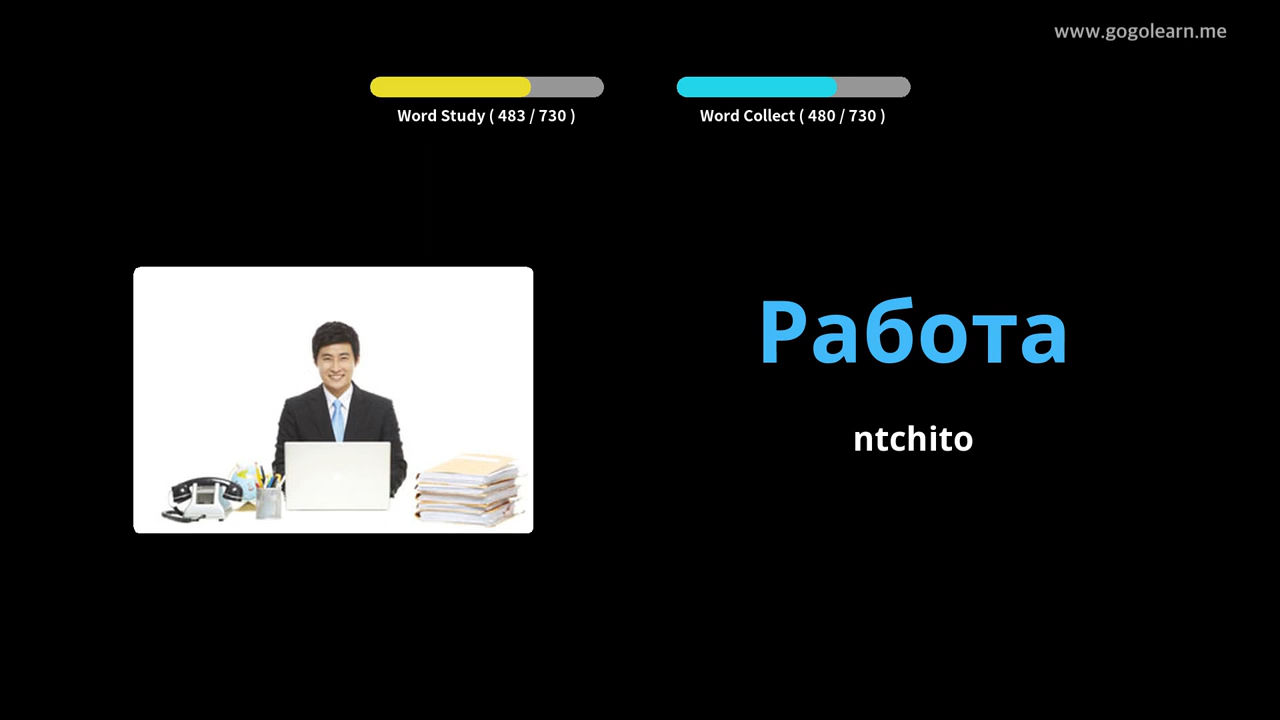 www.gogolearn.me
Word Study ( 483 / 730 )
Word Collect ( 480 / 730 )
Работа
ntchito